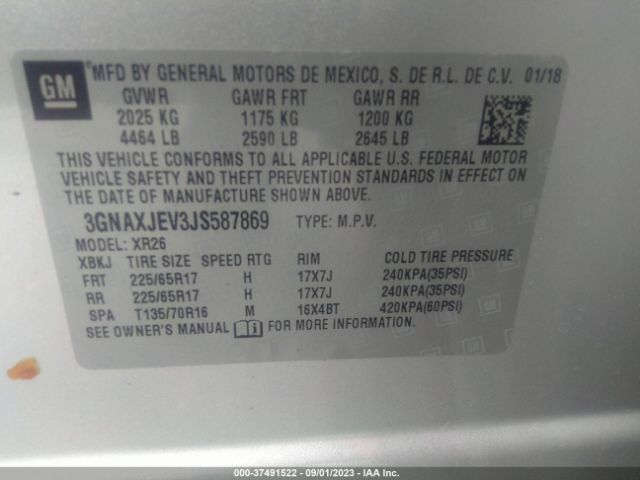 GM
*MFD BY GENERAL MOTORS DE MEXICO, S. DE R.L. DE C.V. 01/18
GVWR GAWR FRT GAWR RR
2025 KG 1175 KG 1200 KG
4464 LB 2590 LB 2645 LB
THIS VEHICLE CONFORMS TO ALL APPLICABLE U.S. FEDERAL MOTOR
VEHICLE SAFETY AND THEFT PREVENTION STANDARDS IN EFFECT ON
THE DATE OF MANUFACTURE SHOWN ABOVE.
3GNAXJEV3JS587869 TYPE: M.P.V.
MODEL: XR26
XBKJ TIRE SIZE SPEED RTG RIM COLD TIRE PRESSURE
FRT 225/65R17 H 17X7J 240KPA(35PSI)
RR 225/65R17 H 17X7J 240KPA(35PSI)
SPA T135/70R16 M 16X4BT 420KPA(60PSI)
SEE OWNER'S MANUAL FOR MORE INFORMATION
000-37491522 - 09/01/2023 - IAA Inc.